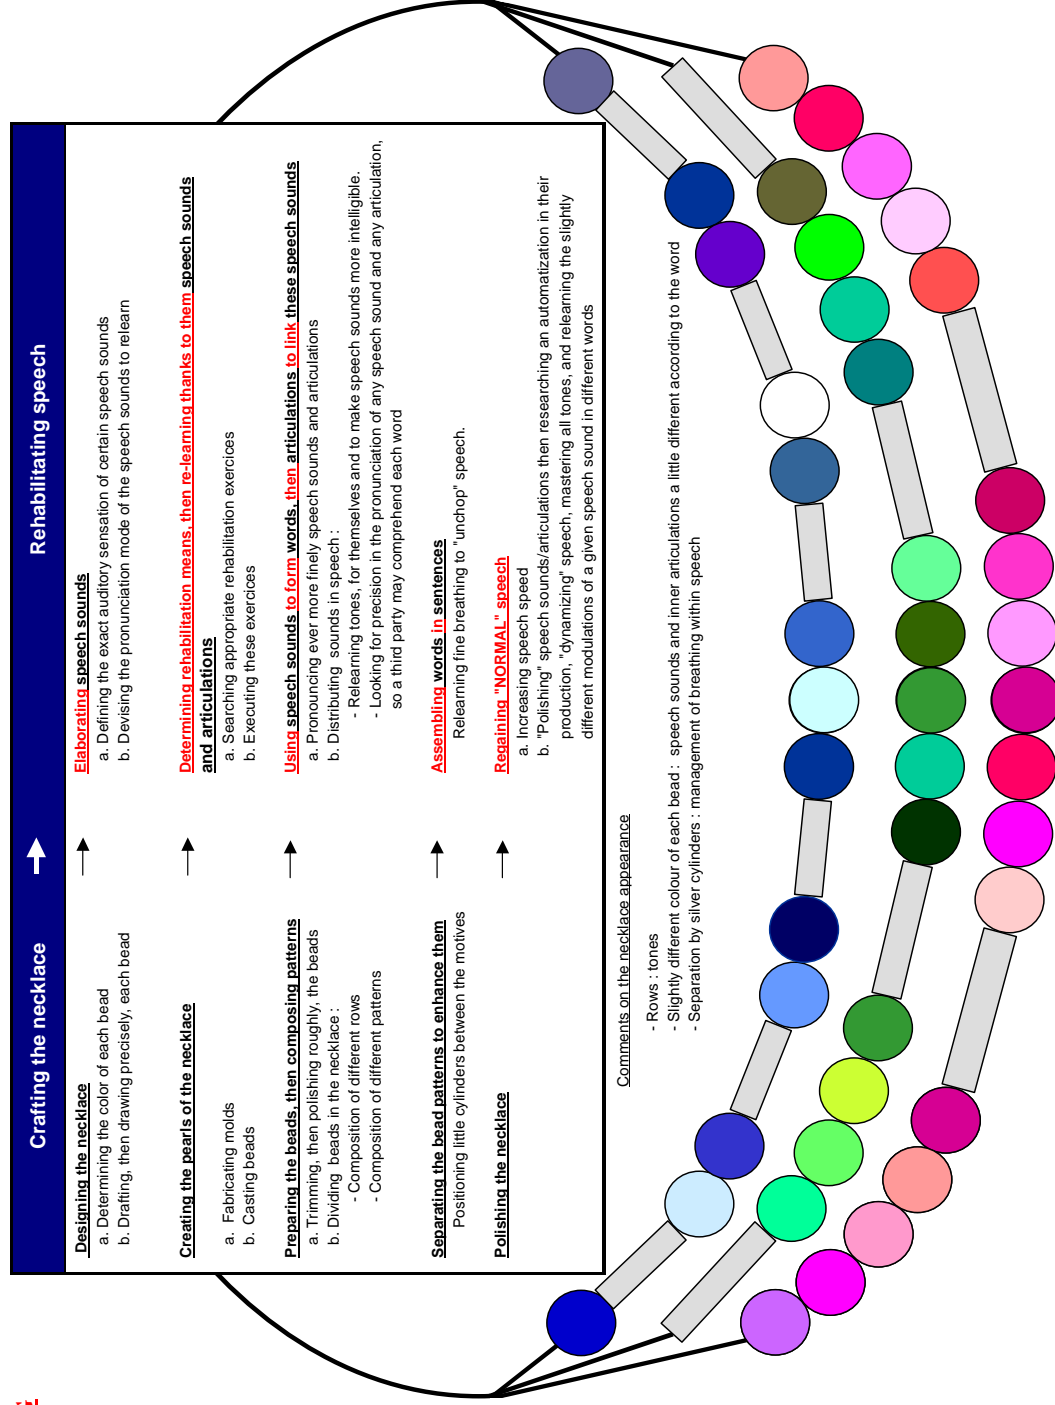 Crafting the necklace
Rehabilitating speech
Designing the necklace
a. Determining the color of each bead
b. Drafting, then drawing precisely, each bead
Elaborating speech sounds
a. Defining the exact auditory sensation of certain speech sounds
b. Devising the pronunciation mode of the speech sounds to relearn
Creating the pearls of the necklace
a. Fabricating molds
b. Casting beads
Determining rehabilitation means, then re-learning thanks to them speech sounds
and articulations
a. Searching appropriate rehabilitation exercices
b. Executing these exercices
Preparing the beads, then composing patterns
a. Trimming, then polishing roughly, the beads
b. Dividing beads in the necklace :
- Composition of different rows
- Composition of different patterns
Using speech sounds to form words, then articulations to link these speech sounds
a. Pronouncing ever more finely speech sounds and articulations
b. Distributing sounds in speech :
- Relearning tones, for themselves and to make speech sounds more intelligible.
- Looking for precision in the pronunciation of any speech sound and any articulation,
so a third party may comprehend each word
Separating the bead patterns to enhance them
Positioning little cylinders between the motives
Assembling words in sentences
Relearning fine breathing to "unchop" speech.
Polishing the necklace
Regaining "NORMAL" speech
a. Increasing speech speed
b. "Polishing" speech sounds/articulations then researching an automatization in their
production, "dynamizing" speech, mastering all tones, and relearning the slightly
different modulations of a given speech sound in different words
Comments on the necklace appearance
- Rows : tones
- Slightly different colour of each bead : speech sounds and inner articulations a little different according to the word
- Separation by silver cylinders : management of breathing within speech